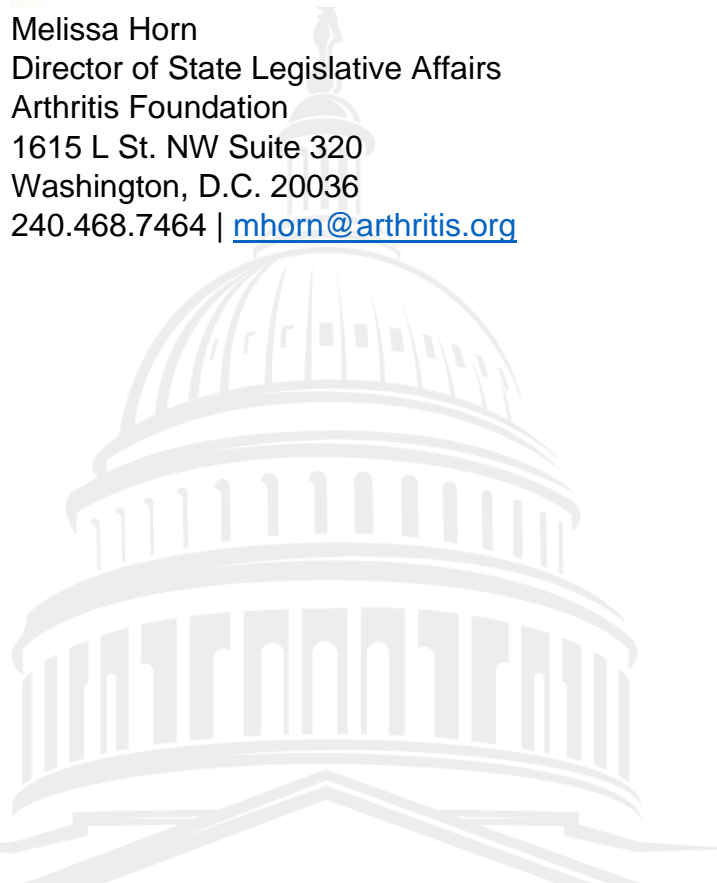 Melissa Horn
Director of State Legislative Affairs
Arthritis Foundation
1615 L St. NW Suite 320
Washington, D.C. 20036
240.468.7464 | mhorn@arthritis.org